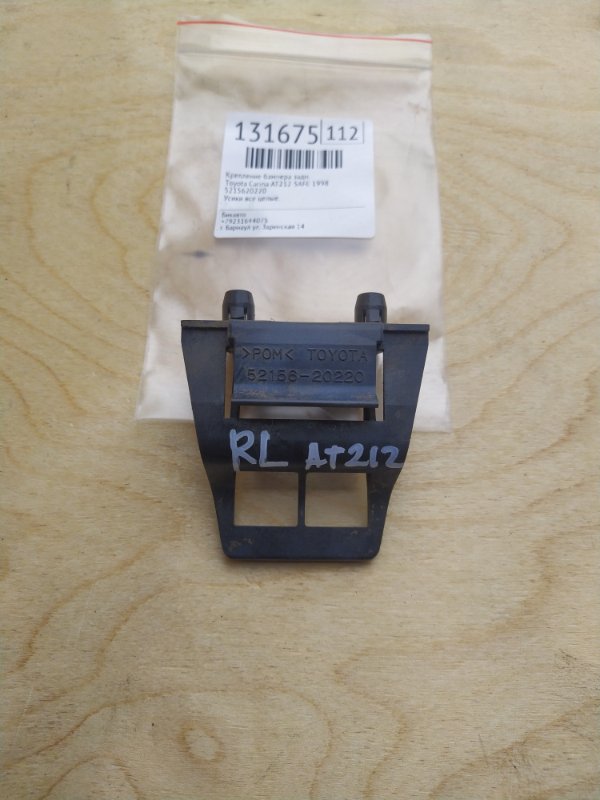 131675 112
Крепление бампера задн.
Toyota Carina AT212 5AFE 1998
5215620220
Усики все целые
+79231644075
г. Барнаул ул. Заринская 14
>POM< TOYOTA
52156-20220
RL AT212